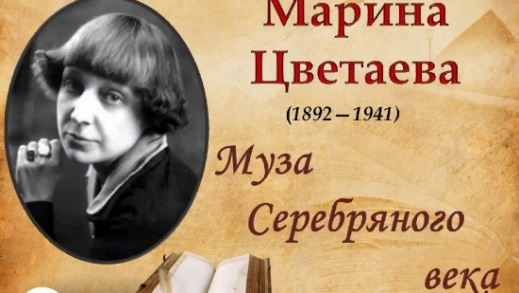 Марина
Цветаева
(1892–1941)
Муза
Серебряного
века